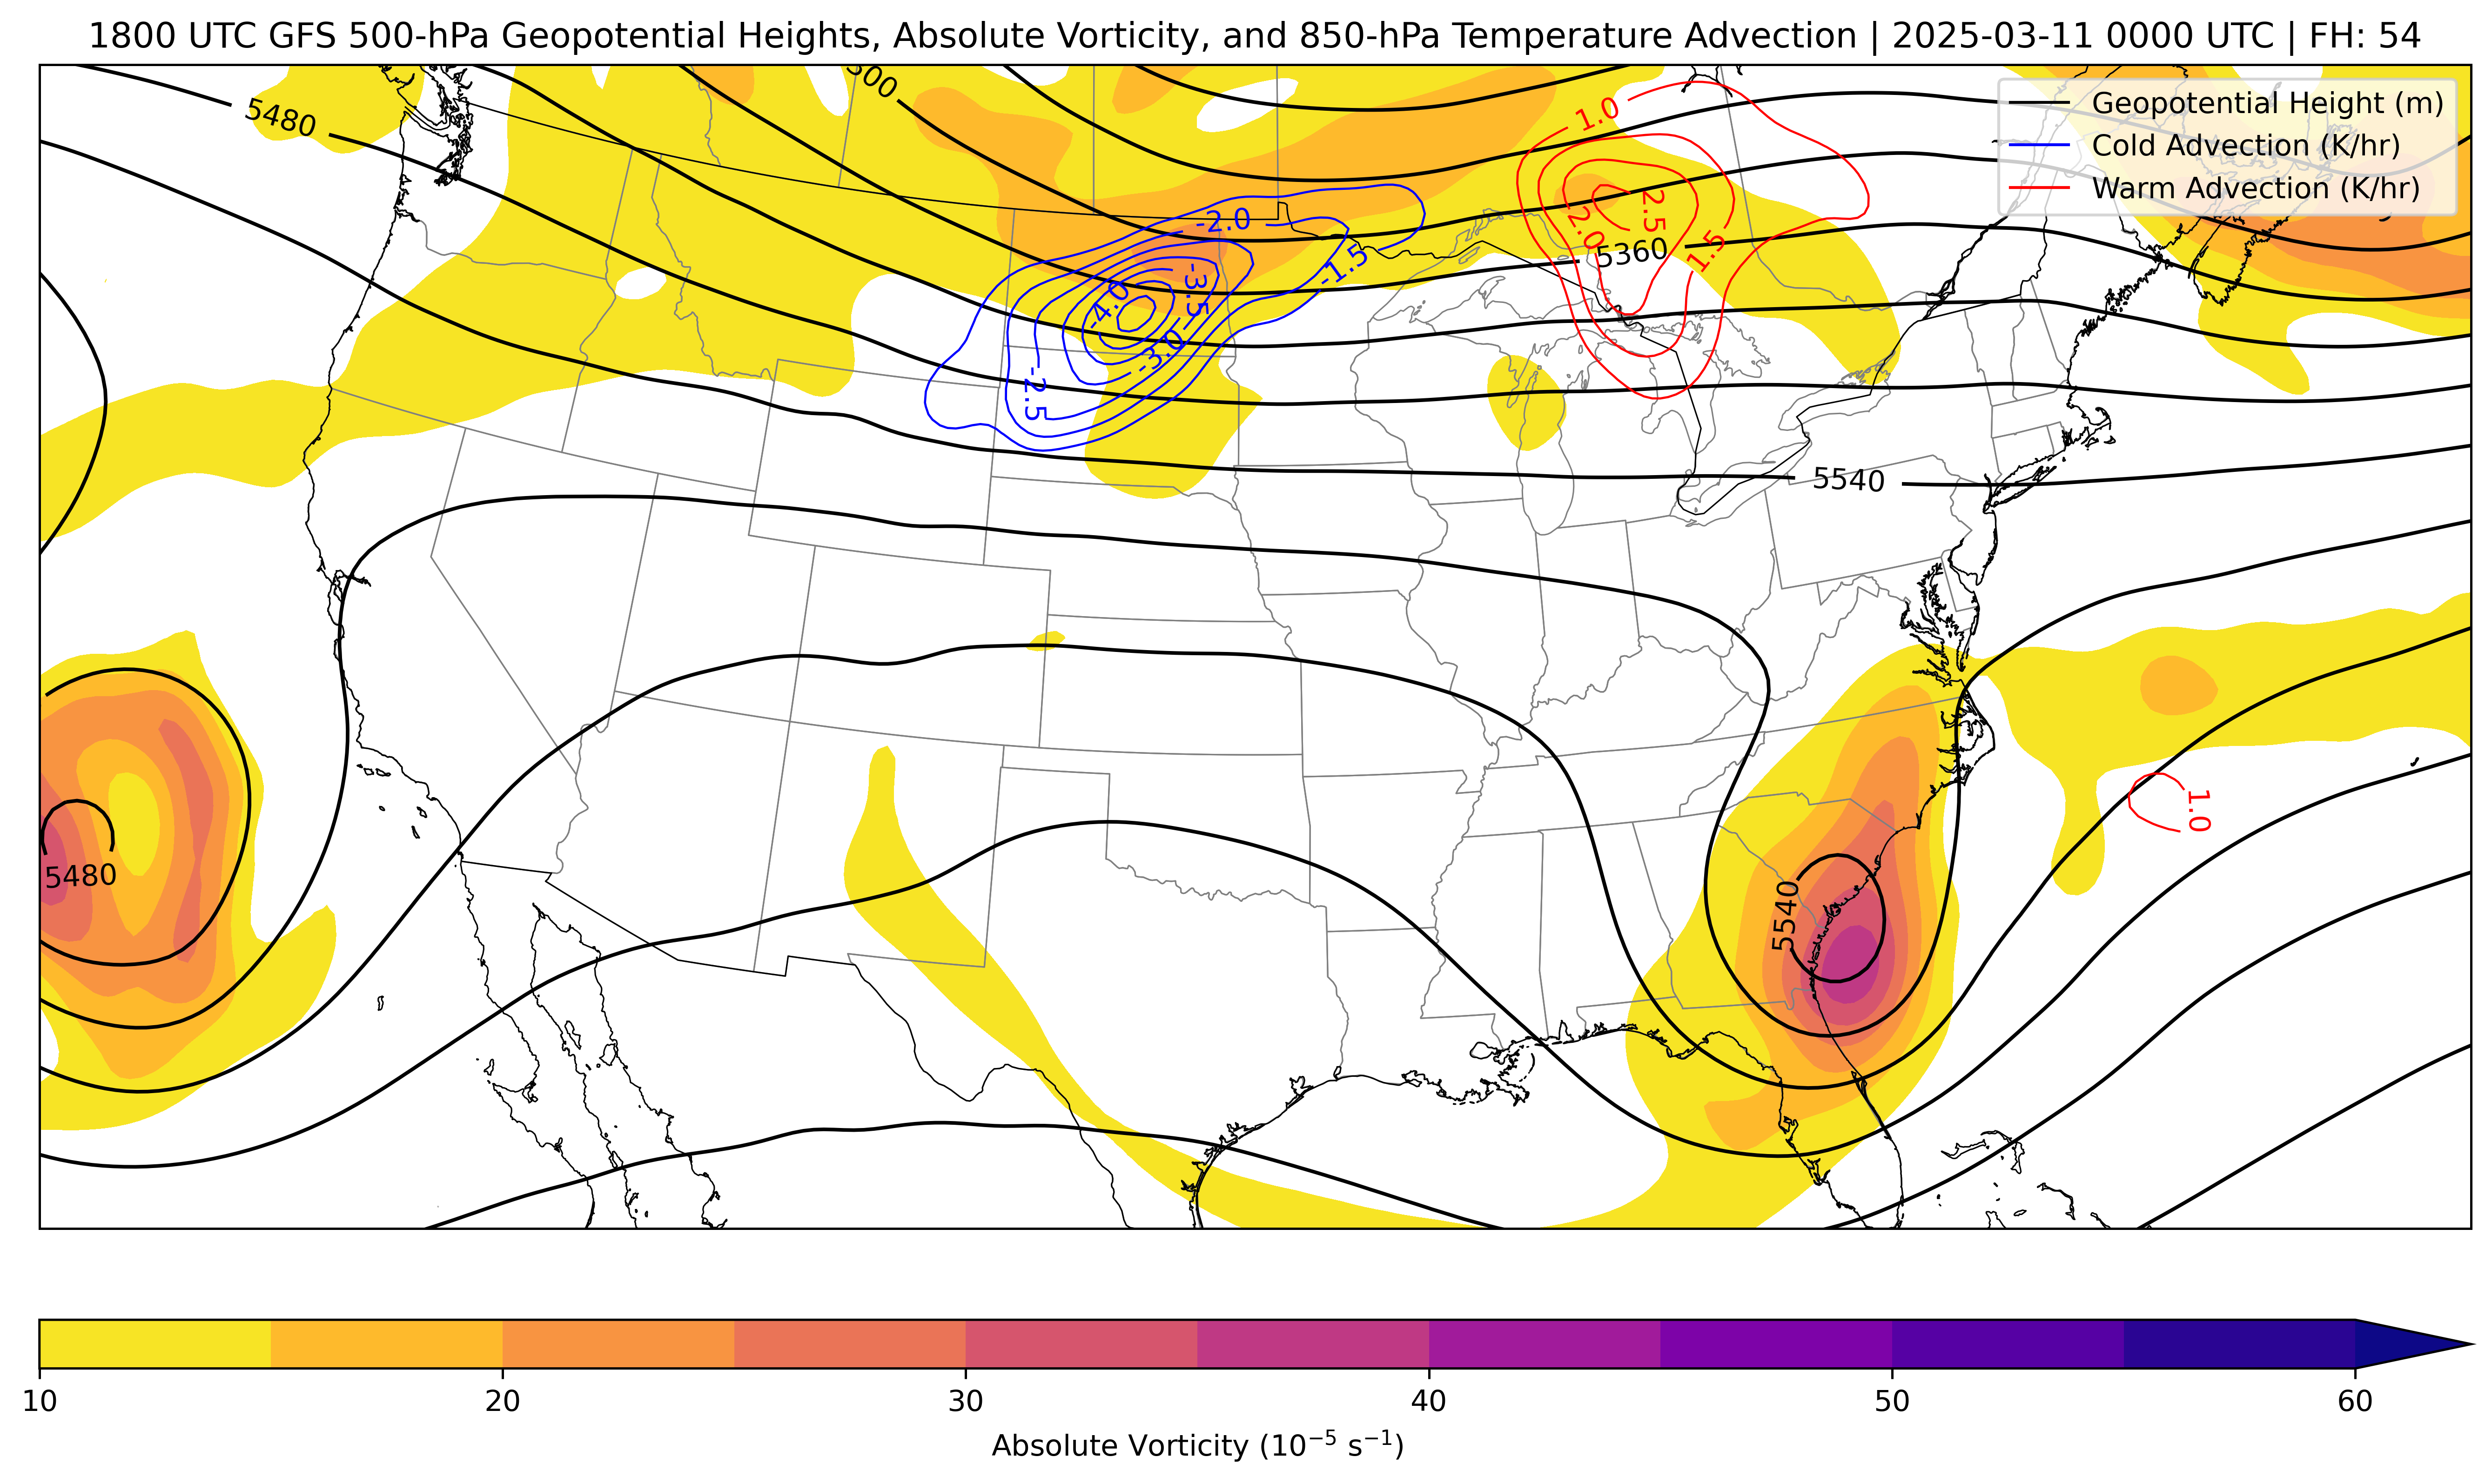 1800 UTC GFS 500-hPa Geopotential Heights, Absolute Vorticity, and 850-hPa Temperature Advection | 2025-03-11 0000 UTC | FH: 54
Geopotential Height (m)
Cold Advection (K/hr)
Warm Advection (K/hr)
5480
1.0
-2.0
2.5
2.0
1.5
5360
-1.5
-3.5
-4.0
-3.0
-2.5
5540
1.0
5480
5540
10 20 30 40 50 60
Absolute Vorticity (10⁻⁵ s⁻¹)